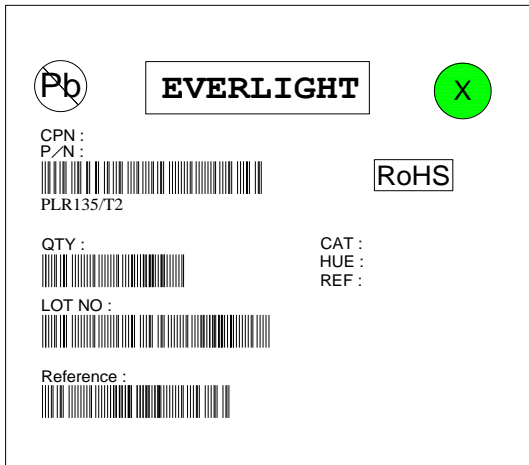 Pb
EVERLIGHT
X
CPN :
P/N :
RoHS
PLR135/T2
QTY :
CAT :
HUE :
REF :
LOT NO :
Reference :